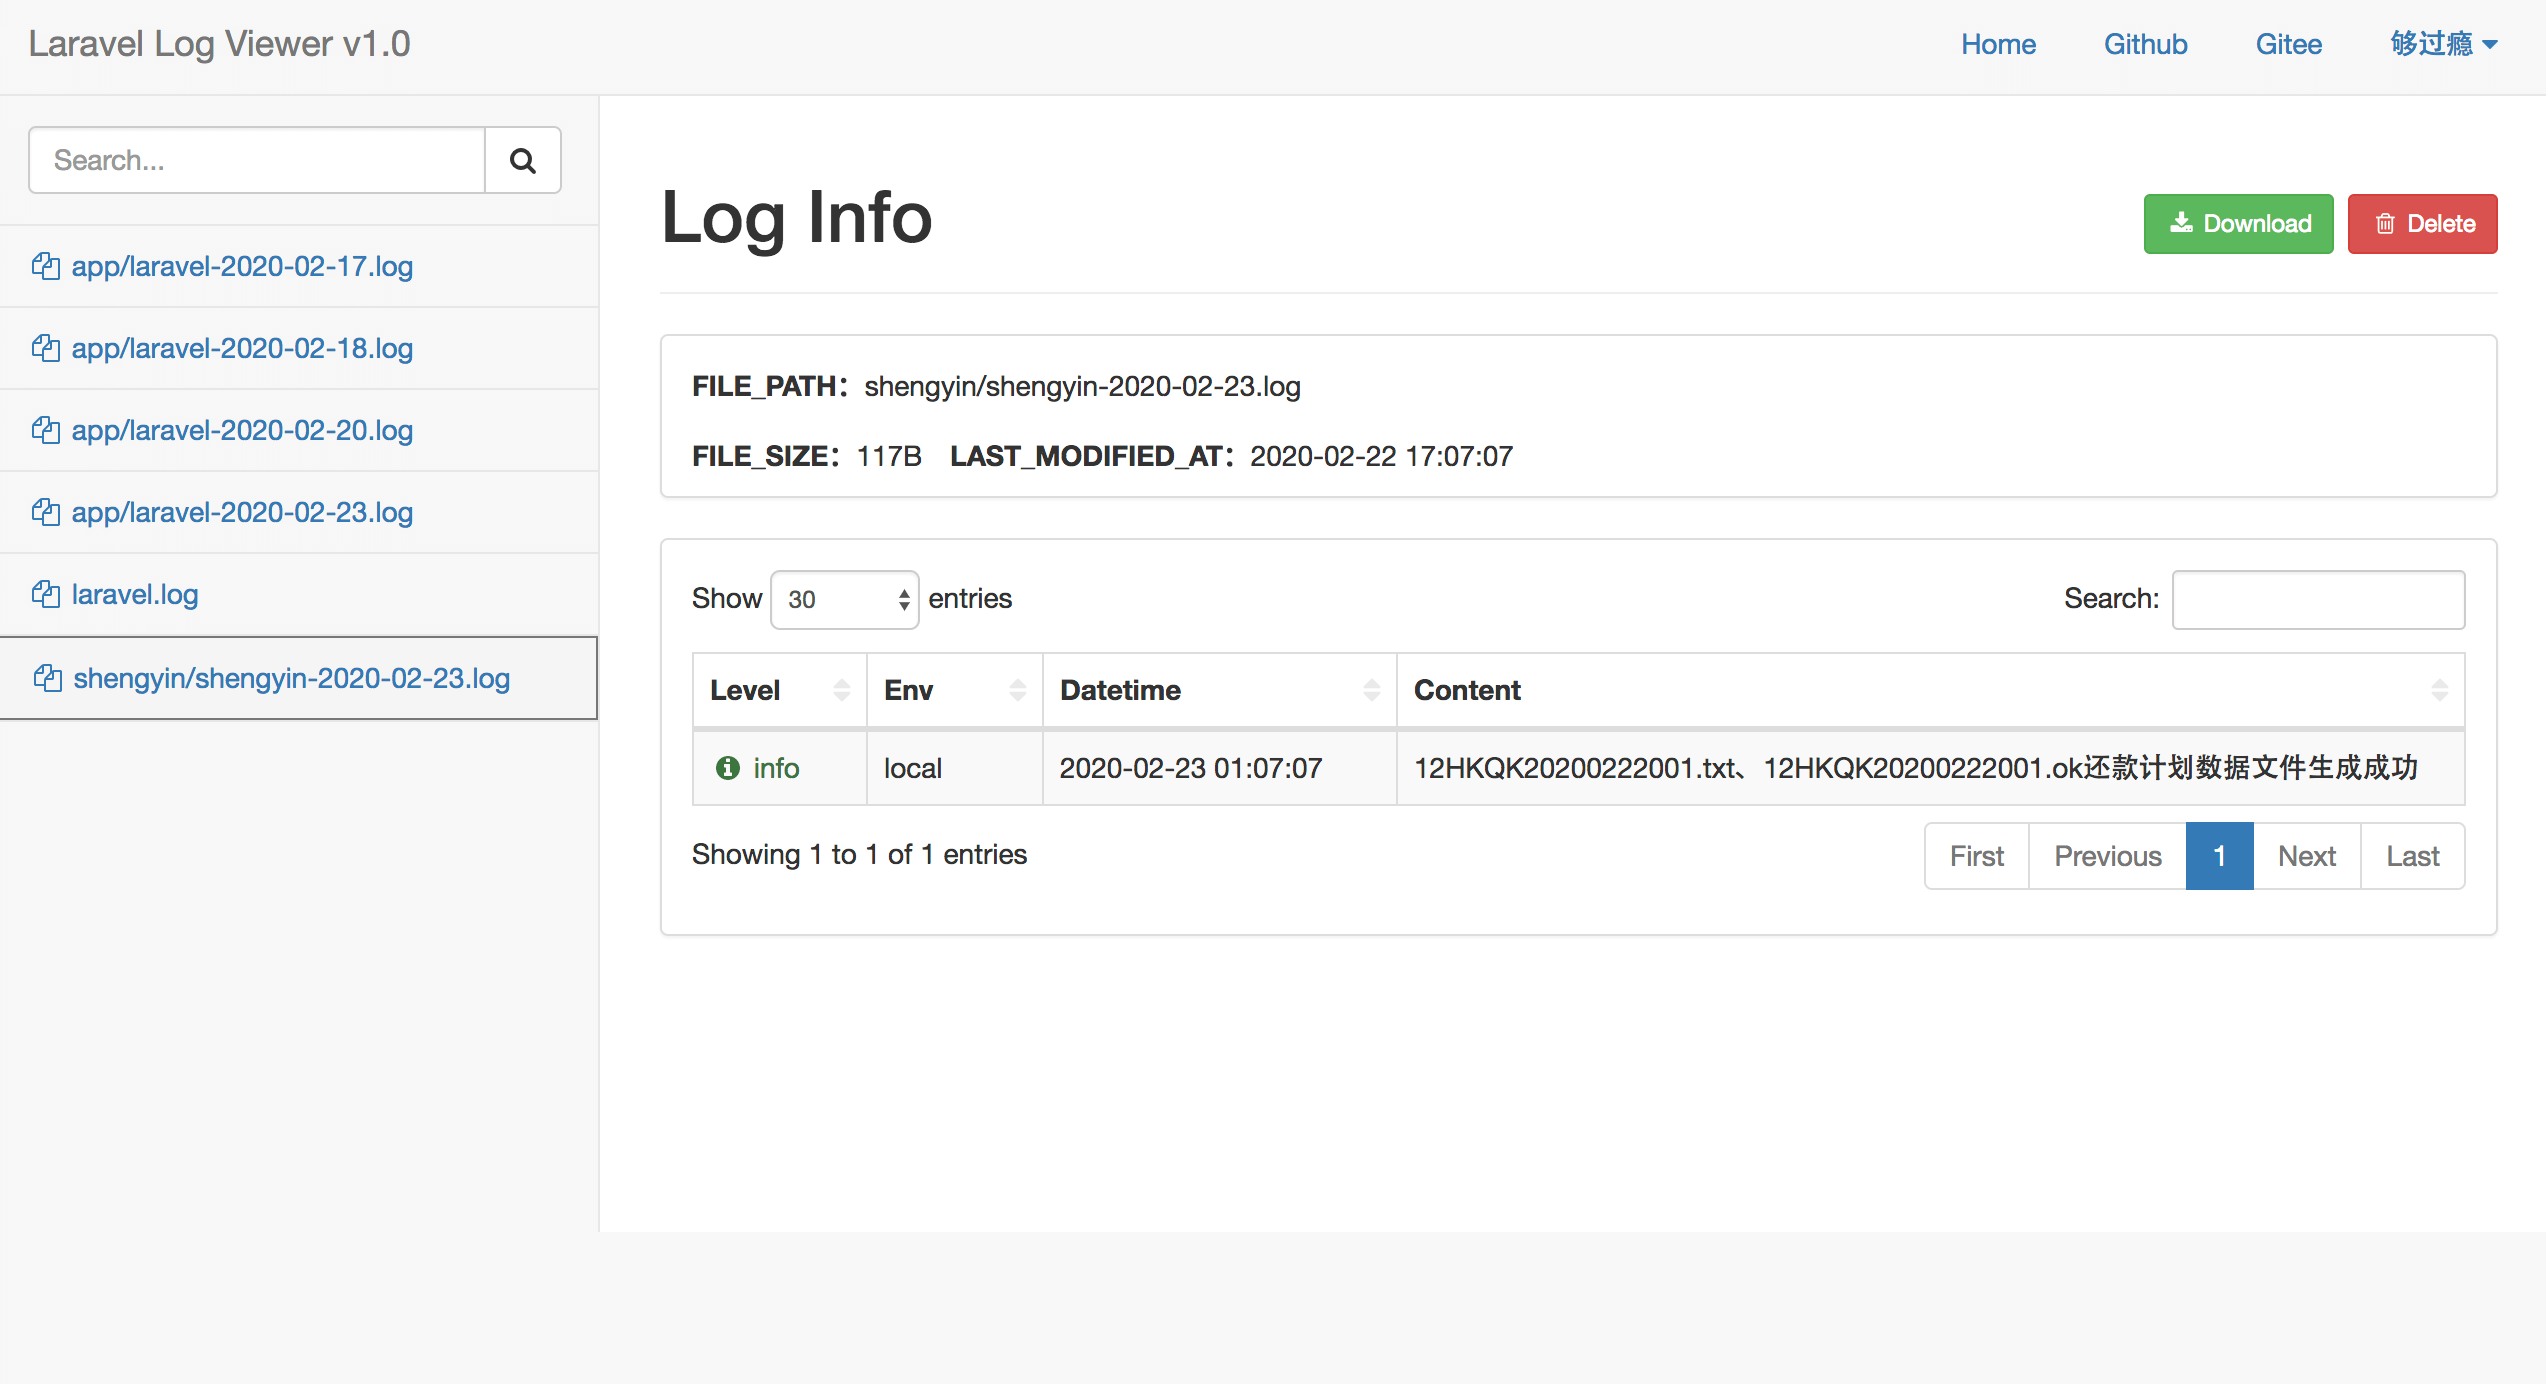 Laravel Log Viewer v1.0
Home Github Gitee 够过瘾
Search...
app/laravel-2020-02-17.log
app/laravel-2020-02-18.log
app/laravel-2020-02-20.log
app/laravel-2020-02-23.log
laravel.log
shengyin/shengyin-2020-02-23.log
Log Info
Download Delete
FILE_PATH：shengyin/shengyin-2020-02-23.log
FILE_SIZE：117B LAST_MODIFIED_AT：2020-02-22 17:07:07
Show 30 entries Search:
Level Env Datetime Content
info local 2020-02-23 01:07:07 12HKQK20200222001.txt、12HKQK20200222001.ok还款计划数据文件生成成功
Showing 1 to 1 of 1 entries
First Previous 1 Next Last